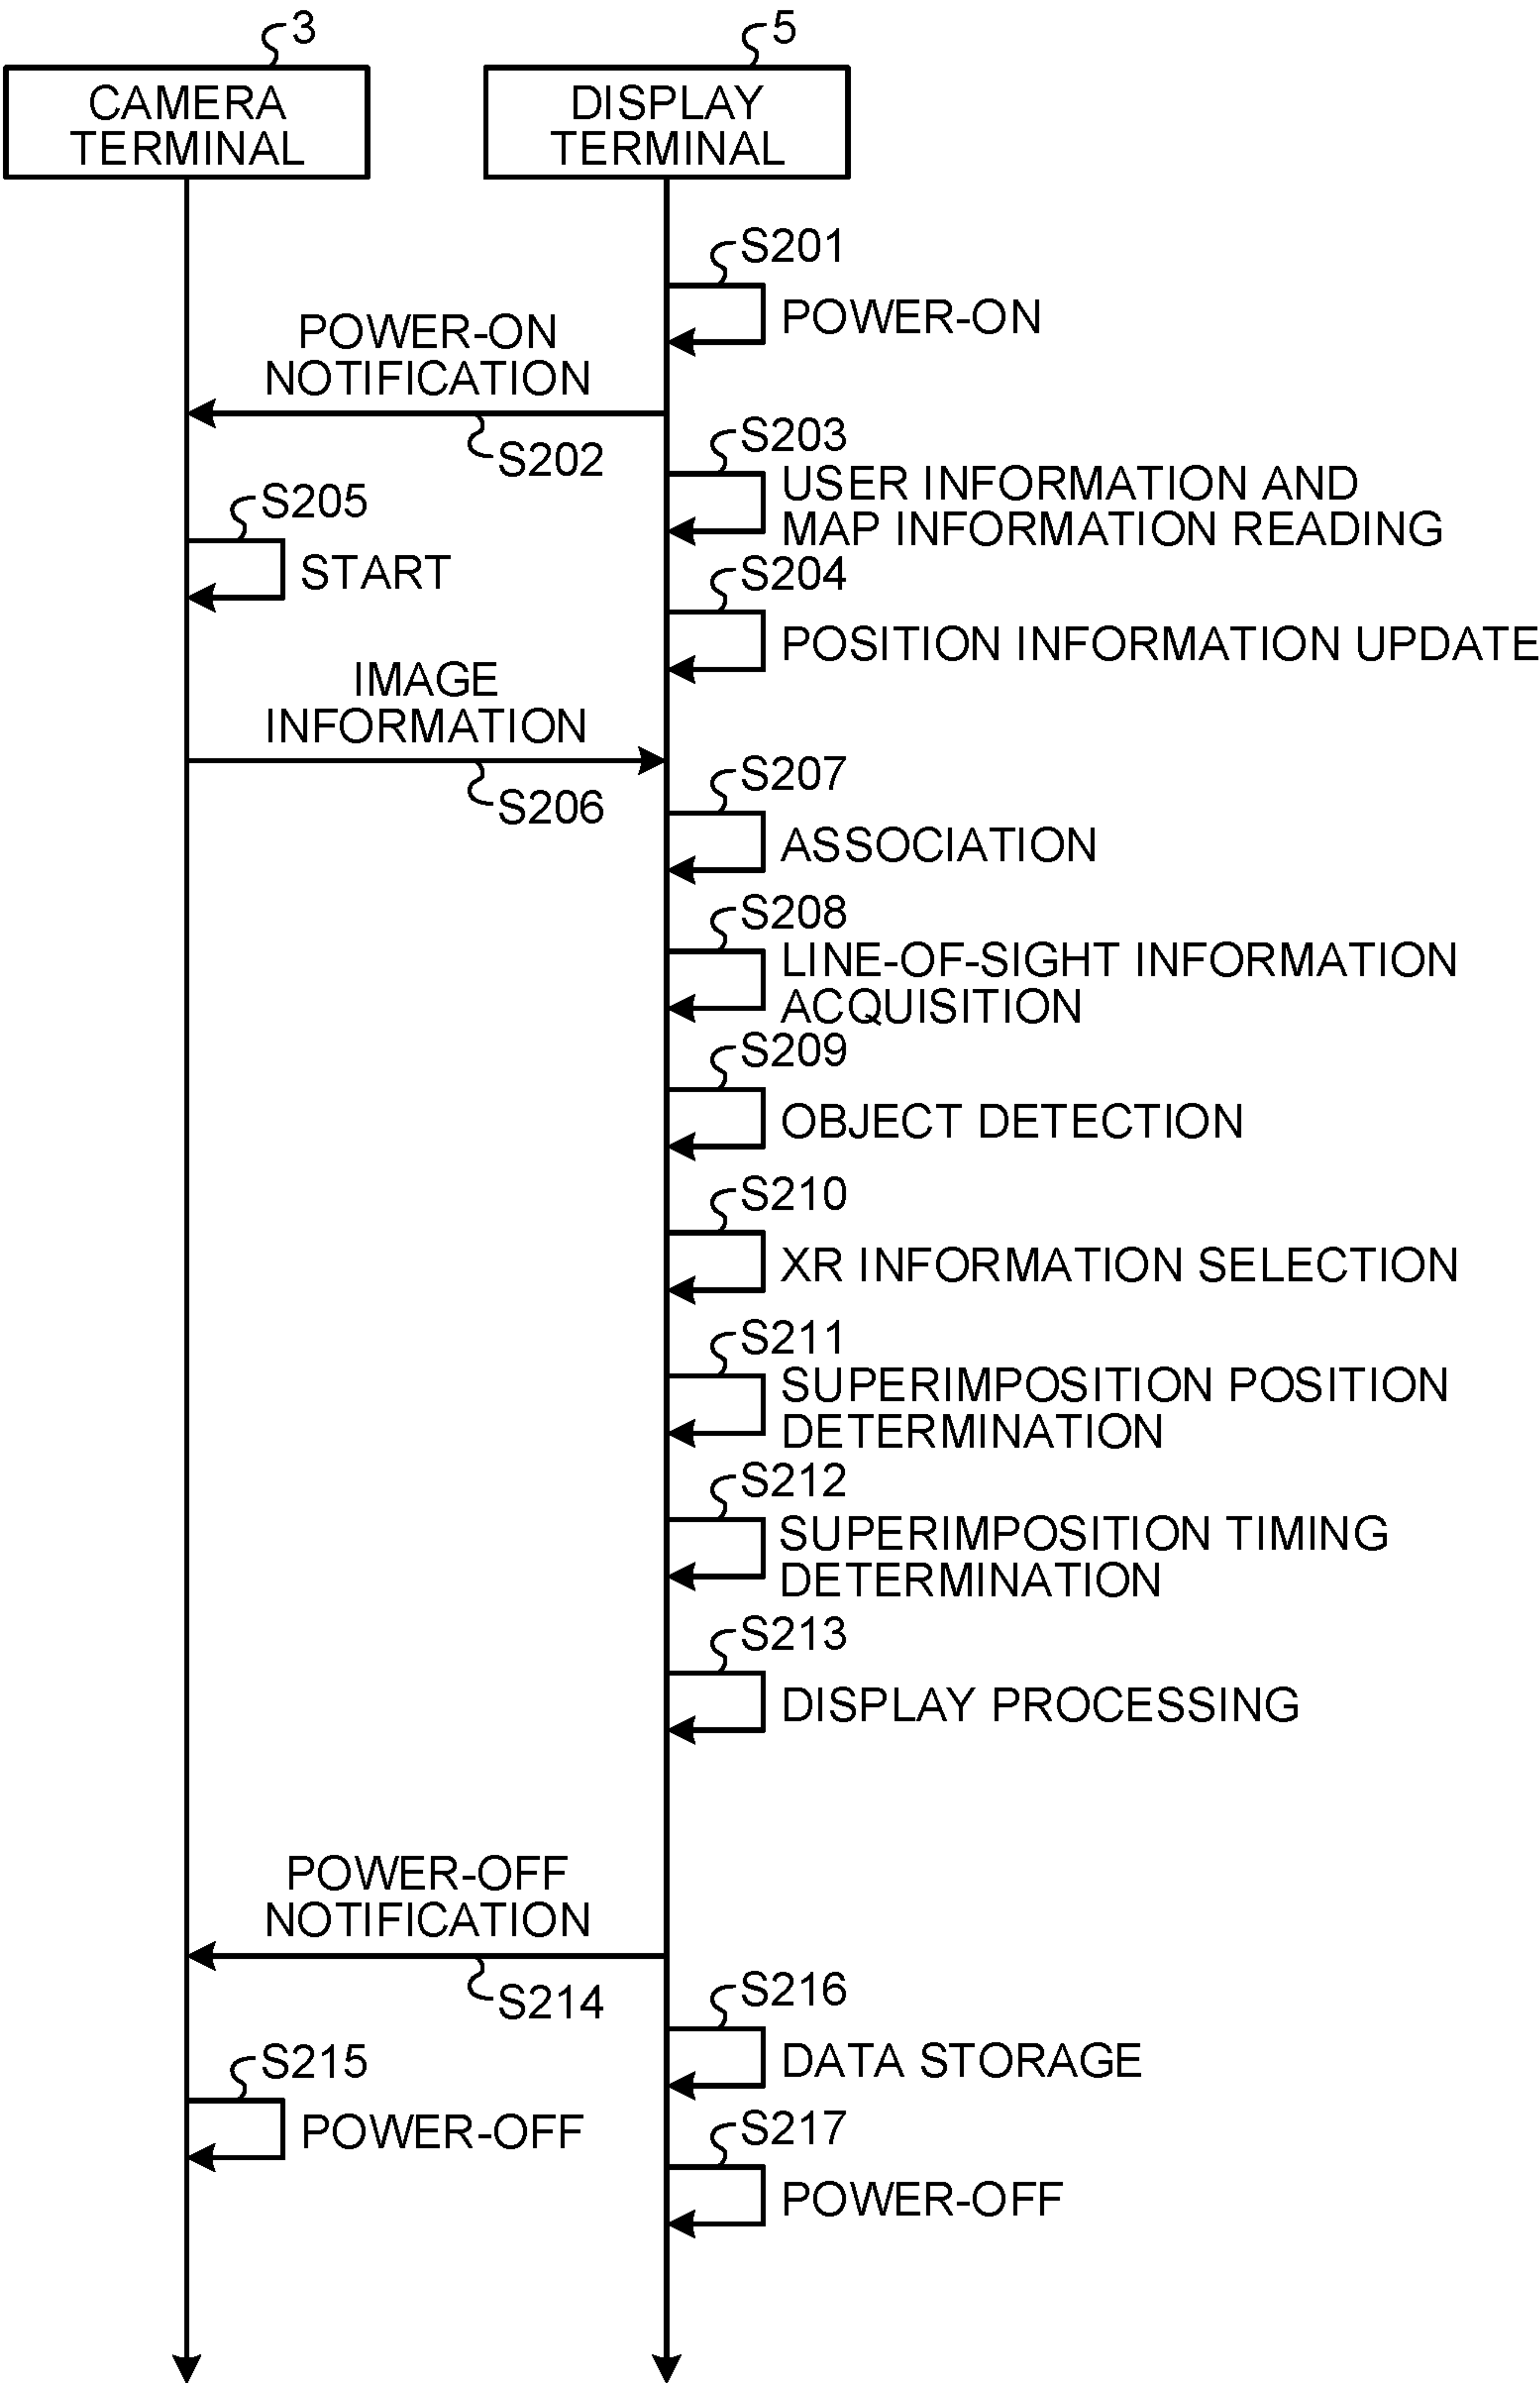 3
5
CAMERA
TERMINAL
DISPLAY
TERMINAL
S201
POWER-ON
POWER-ON
NOTIFICATION
S202
S203
USER INFORMATION AND
MAP INFORMATION READING
S205
START
S204
POSITION INFORMATION UPDATE
IMAGE
INFORMATION
S206
S207
ASSOCIATION
S208
LINE-OF-SIGHT INFORMATION
ACQUISITION
S209
OBJECT DETECTION
S210
XR INFORMATION SELECTION
S211
SUPERIMPOSITION POSITION
DETERMINATION
S212
SUPERIMPOSITION TIMING
DETERMINATION
S213
DISPLAY PROCESSING
POWER-OFF
NOTIFICATION
S214
S216
DATA STORAGE
S215
POWER-OFF
S217
POWER-OFF